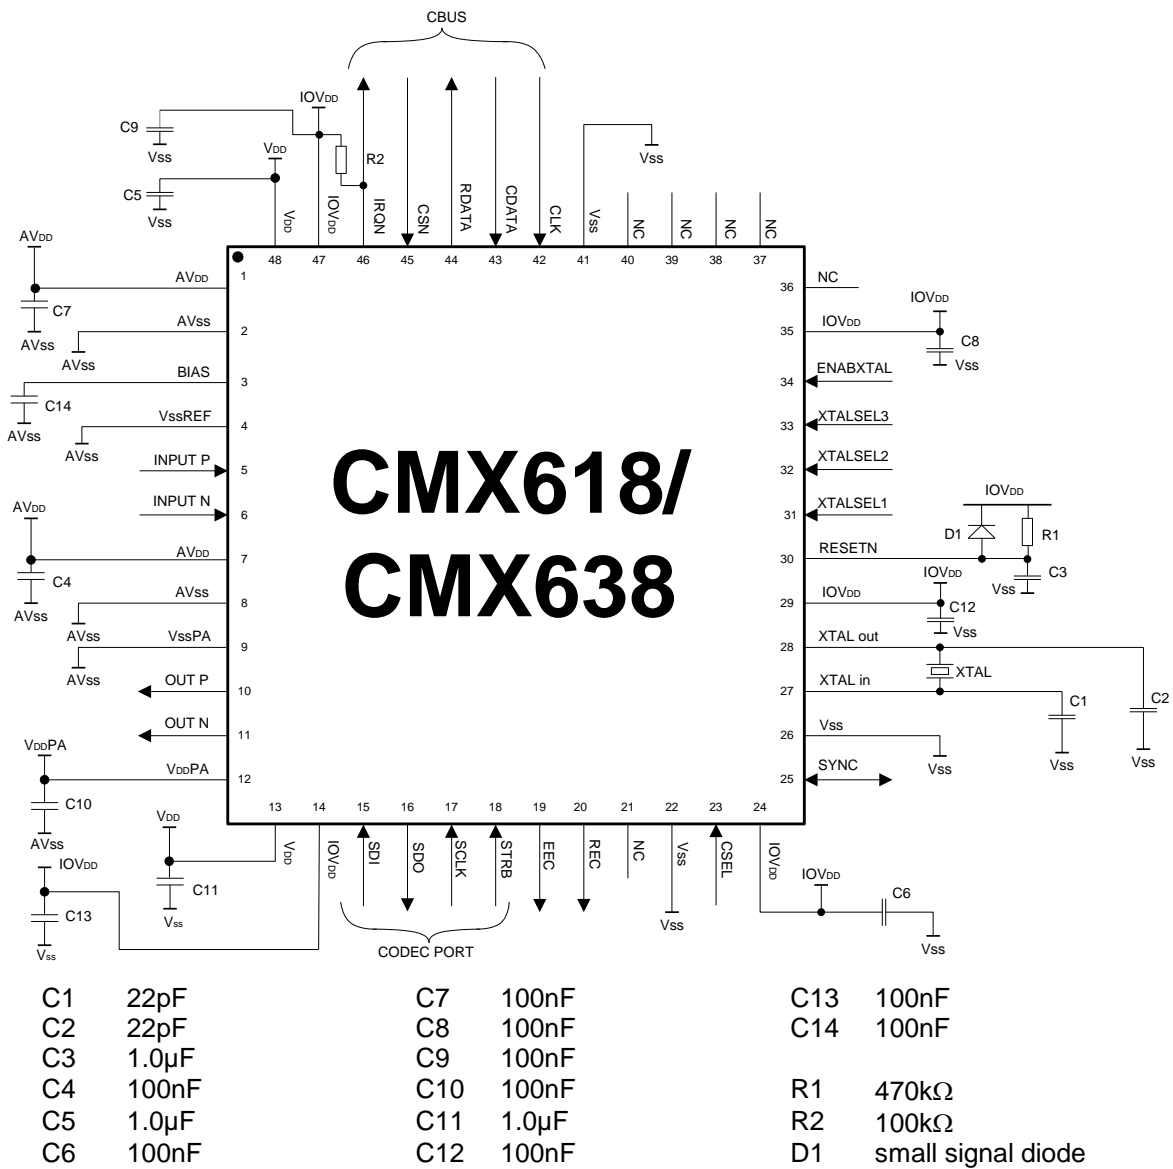 CBUS
IOVDD
C9
Vss
R2
VDD
C5
Vss
VDD
IOVDD
IRQN
CSN
RDATA
CDATA
CLK
Vss
Vss
NC
NC
NC
NC
48
47
46
45
44
43
42
41
40
39
38
37
AVDD
AVDD
1
C7
AVss
AVss
2
AVss
BIAS
3
C14
AVss
VssREF
4
AVss
INPUT P
5
INPUT N
6
AVDD
AVDD
7
C4
AVss
AVss
8
AVss
VssPA
9
AVss
OUT P
10
OUT N
11
VDDPA
VDDPA
12
C10
AVss
CMX618/
CMX638
36
NC
IOVDD
35
IOVDD
C8
Vss
34
ENABXTAL
33
XTALSEL3
32
XTALSEL2
31
XTALSEL1
IOVDD
D1
R1
30
RESETN
C3
Vss
IOVDD
29
IOVDD
C12
Vss
28
XTAL out
XTAL
27
XTAL in
C1
C2
Vss
Vss
26
Vss
Vss
25
SYNC
13
14
15
16
17
18
19
20
21
22
23
24
VDD
IOVDD
SDI
SDO
SCLK
STRB
EEC
REC
NC
Vss
CSEL
IOVDD
VDD
C11
Vss
IOVDD
C13
Vss
CODEC PORT
Vss
IOVDD
C6
Vss
C1 22pF
C2 22pF
C3 1.0µF
C4 100nF
C5 1.0µF
C6 100nF
C7 100nF
C8 100nF
C9 100nF
C10 100nF
C11 1.0µF
C12 100nF
C13 100nF
C14 100nF
R1 470kΩ
R2 100kΩ
D1 small signal diode